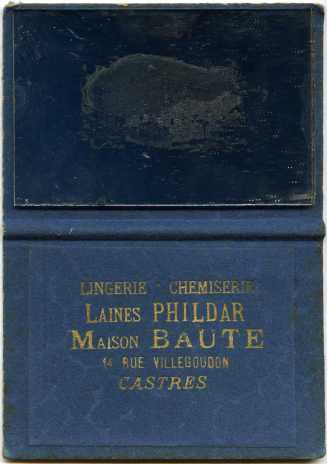 LINGERIE - CHEMISERIE
LAINES PHILDAR
MAISON BAUTE
14 RUE VILLEGOUDON
CASTRES